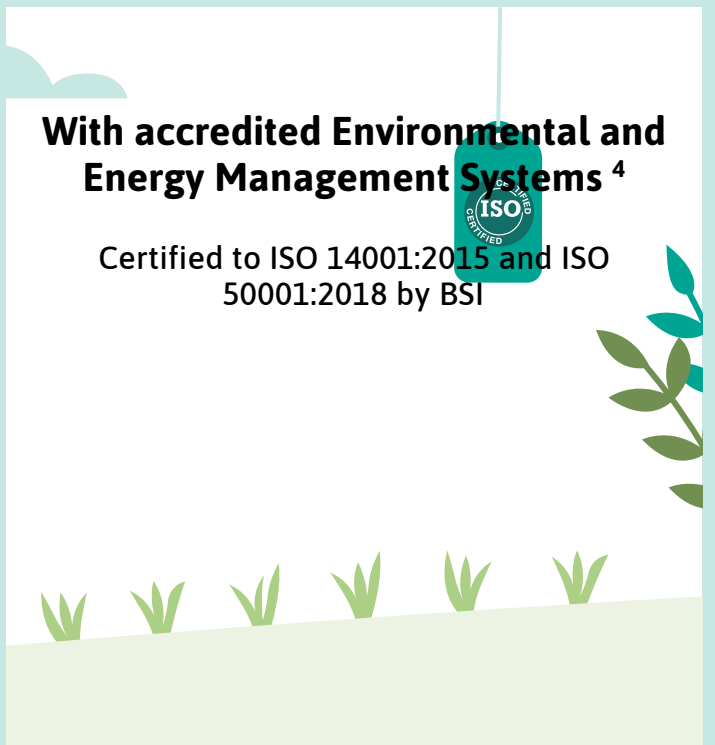 With accredited Environmental and
Energy Management Systems ⁴
CERTIFIED
ISO
CERTIFIED
Certified to ISO 14001:2015 and ISO
50001:2018 by BSI